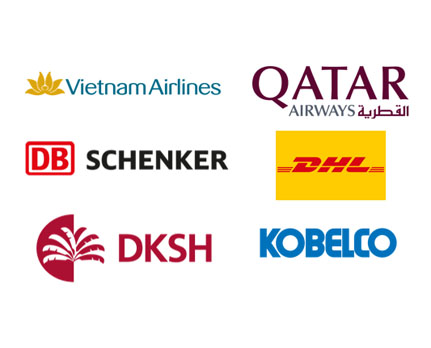 Vietnam Airlines
QATAR
AIRWAYS القطرية
DB SCHENKER
DHL
DKSH
KOBELCO